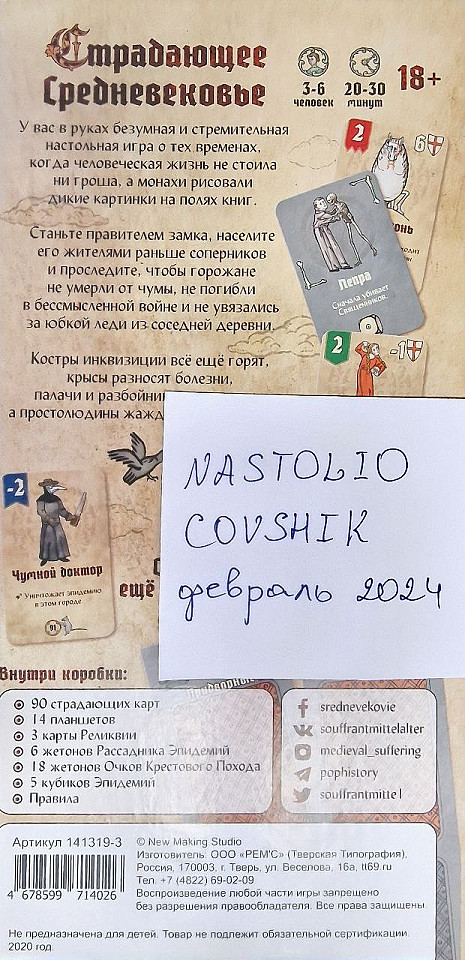 Страдающее
Средневековье
3-6
человек
20-30
минут
18+
У вас в руках безумная и стремительная
настольная игра о тех временах,
когда человеческая жизнь не стоила
ни гроша, а монахи рисовали
дикие картинки на полях книг.
Станьте правителем замка, населите
его жителями раньше соперников
и проследите, чтобы горожане
не умерли от чумы, не погибли
в бессмысленной войне и не увязались
за юбкой леди из соседней деревни.
Костры инквизиции всё ещё горят,
крысы разносят болезни,
палачи и
а простолюдины
2
6
Лепра
Сначала убивает
Священников.
2
-1
NASTOLIO
COVSHIK
февраль 2024
-2
Чумной доктор
Уничтожает эпидемию
в этом городе
91
ещё
Внутри коробки:
90 страдающих карт
14 планшетов
3 карты Реликвии
6 жетонов Рассадника Эпидемий
18 жетонов Очков Крестового Похода
5 кубиков Эпидемий
Правила
srednevekovie
souffrantmittelalter
medieval_suffering
pophistory
souffrantmittel
Артикул 141319-3
4 678599 714026
© New Making Studio
Изготовитель: ООО «РЕМ'С» (Тверская Типография),
Россия, 170003, г. Тверь, ул. Веселова, 16а, tt69.ru
Тел. +7 (4822) 69-02-09
Воспроизведение любой части игры запрещено
без разрешения правообладателя. Все права защищены.
Не предназначена для детей. Товар не подлежит обязательной сертификации.
2020 год.